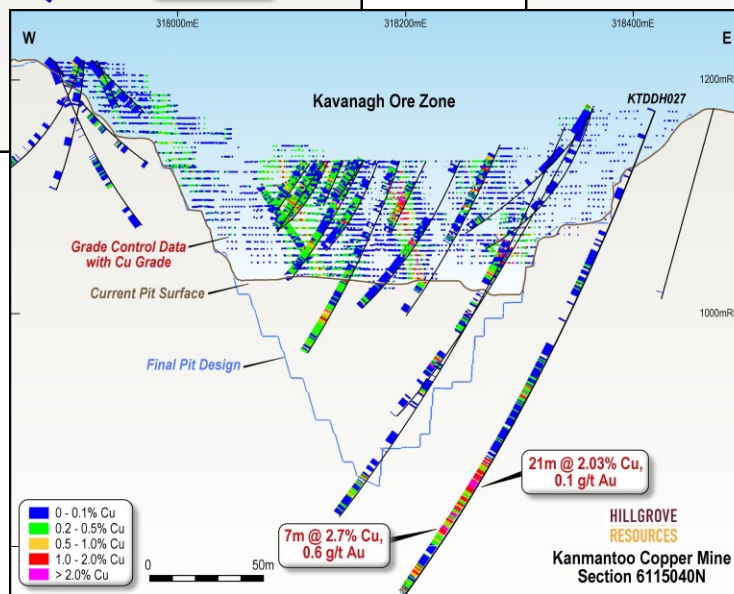 318000mE
318200mE
318400mE
W
E
Kavanagh Ore Zone
KTDDH027
1200mRL
Grade Control Data
with Cu Grade
Current Pit Surface
1000mRL
Final Pit Design
21m @ 2.03% Cu,
0.1 g/t Au
7m @ 2.7% Cu,
0.6 g/t Au
0 - 0.1% Cu
0.2 - 0.5% Cu
0.5 - 1.0% Cu
1.0 - 2.0% Cu
> 2.0% Cu
0
50m
HILLGROVE
RESOURCES
Kanmantoo Copper Mine
Section 6115040N